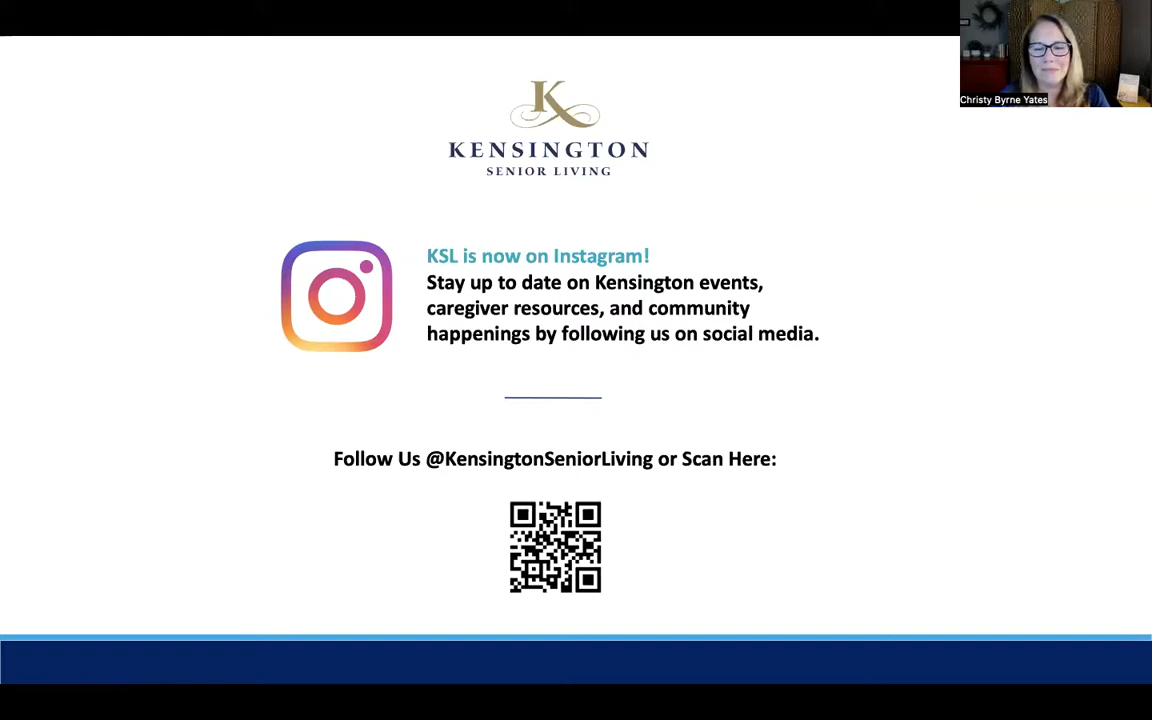 Christy Byrne Yates
K
KENSINGTON
SENIOR LIVING
KSL is now on Instagram!
Stay up to date on Kensington events,
caregiver resources, and community
happenings by following us on social media.
Follow Us @KensingtonSeniorLiving or Scan Here: